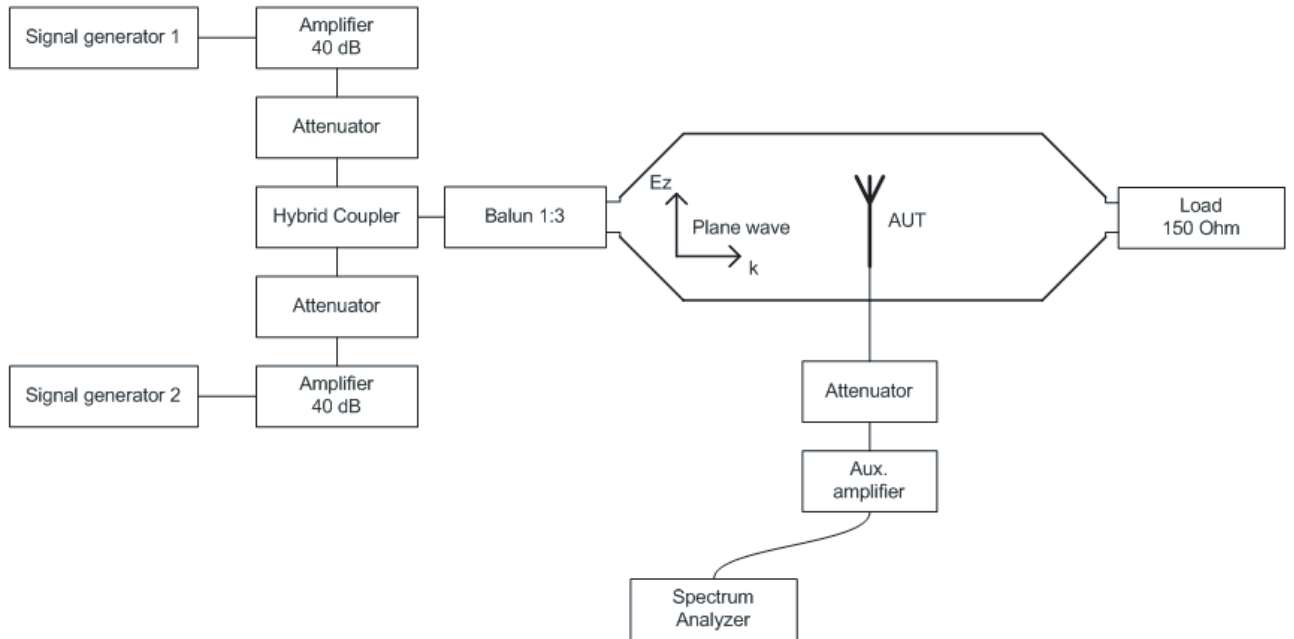 Signal generator 1
Amplifier
40 dB
Attenuator
Hybrid Coupler
Balun 1:3
Attenuator
Signal generator 2
Amplifier
40 dB
Ez
Plane wave
k
AUT
Load
150 Ohm
Attenuator
Aux.
amplifier
Spectrum
Analyzer